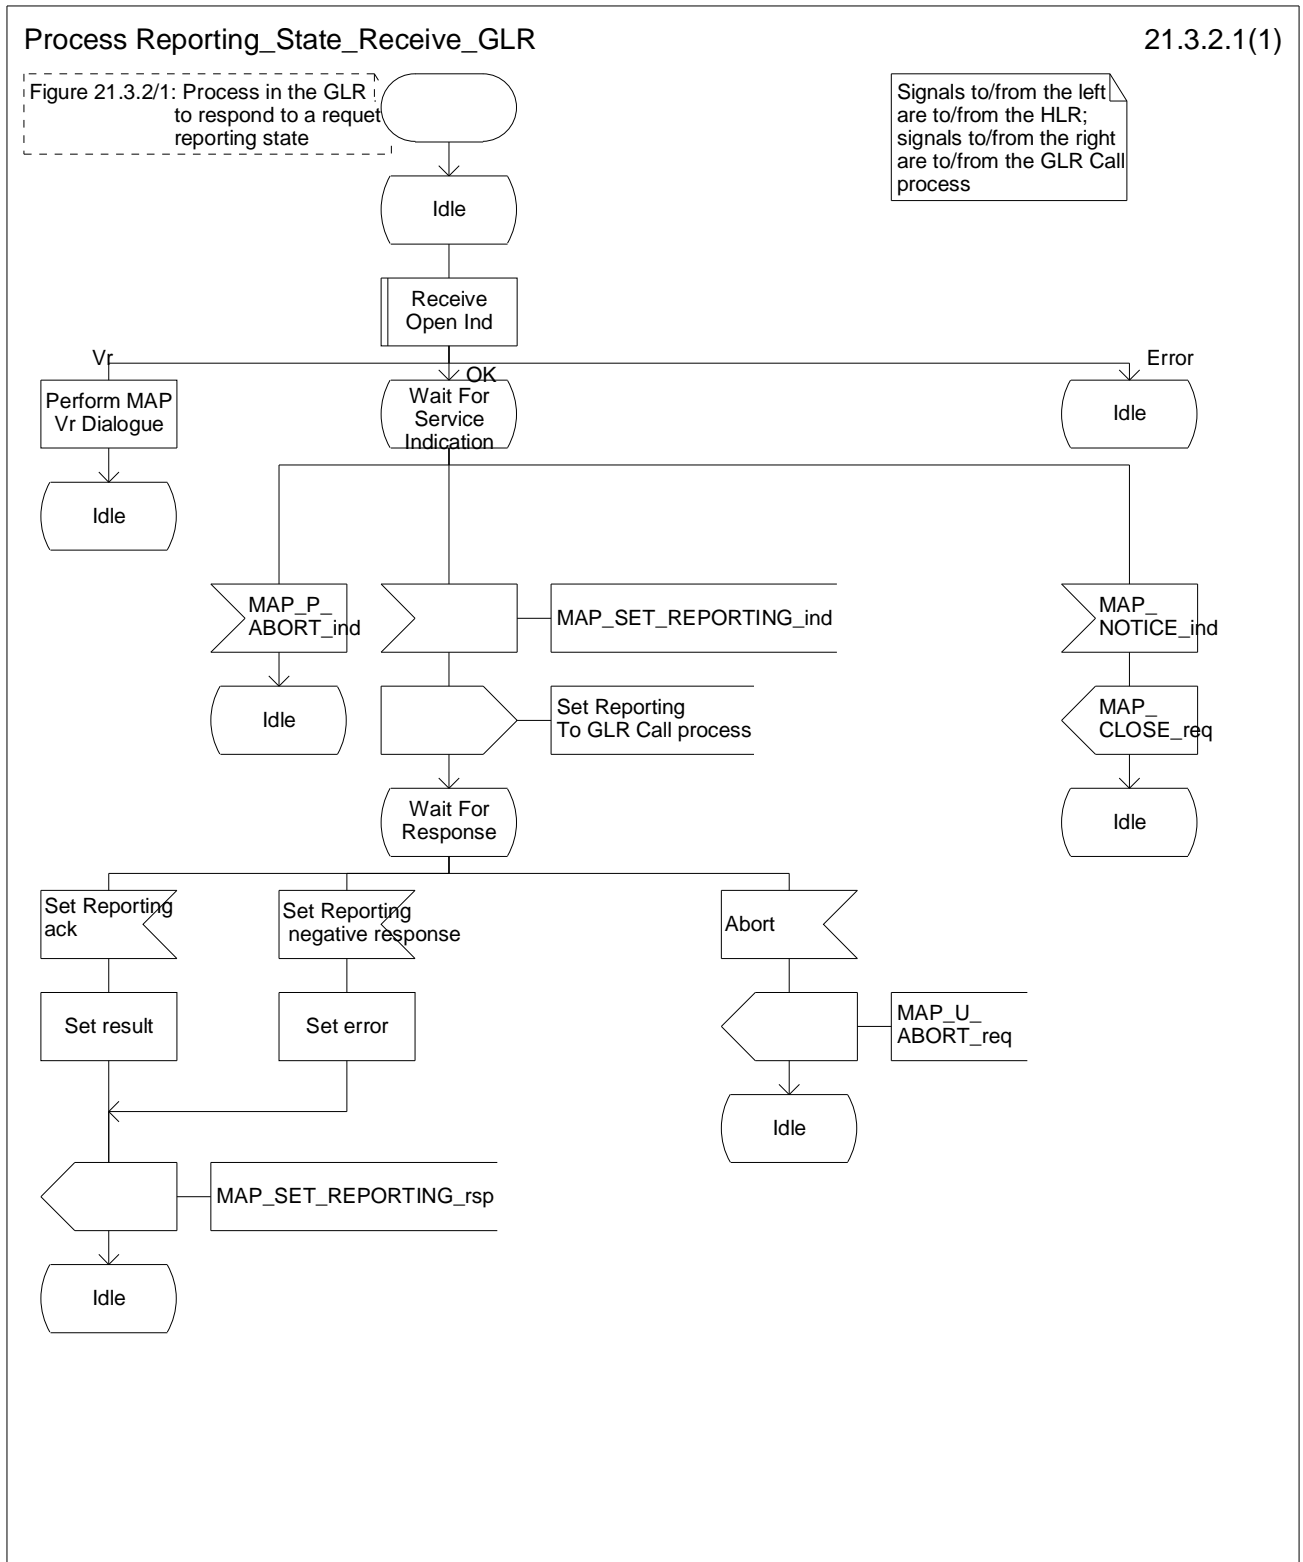 Process Reporting_State_Receive_GLR
21.3.2.1(1)
Figure 21.3.2/1: Process in the GLR
to respond to a requet
reporting state
Signals to/from the left
are to/from the HLR;
signals to/from the right
are to/from the GLR Call
process
Idle
Receive
Open Ind
Vr
OK
Error
Perform MAP
Vr Dialogue
Wait For
Service
Indication
Idle
Idle
MAP_P_
ABORT_ind
MAP_SET_REPORTING_ind
MAP_
NOTICE_ind
Idle
Set Reporting
To GLR Call process
MAP_
CLOSE_req
Wait For
Response
Idle
Set Reporting
ack
Set Reporting
negative response
Abort
Set result
Set error
MAP_U_
ABORT_req
Idle
MAP_SET_REPORTING_rsp
Idle